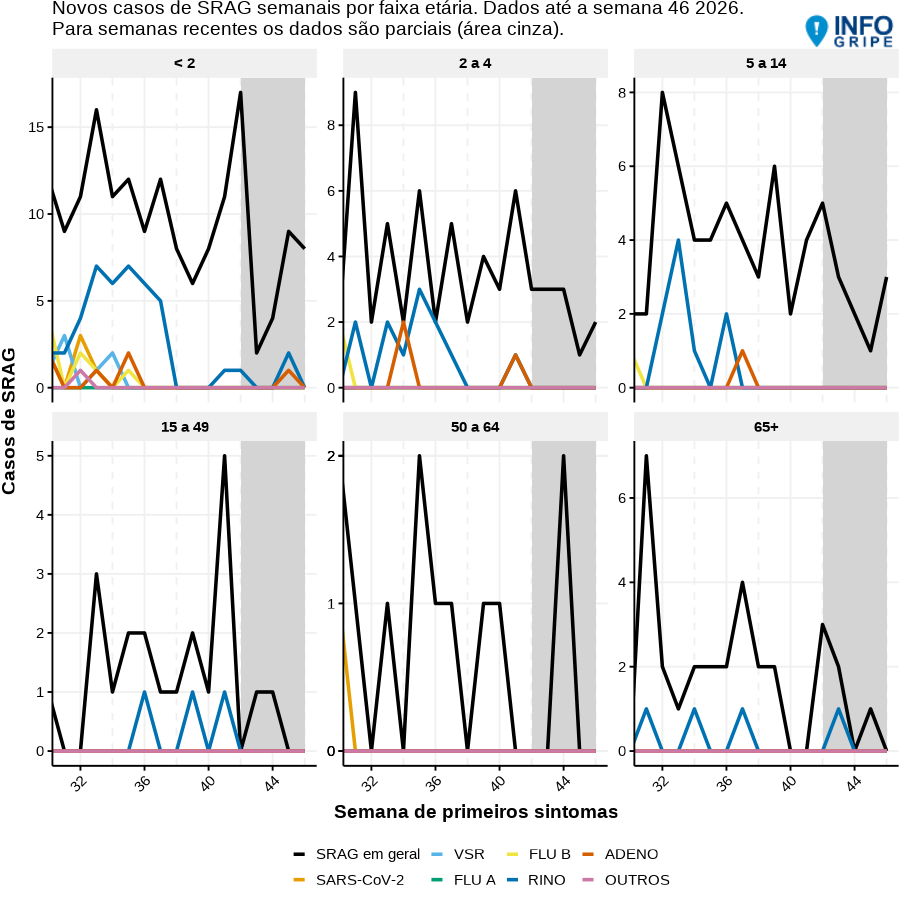 Novos casos de SRAG semanais por faixa etária. Dados até a semana 46 2026.
Para semanas recentes os dados são parciais (área cinza).
INFO
GRIPE
< 2
2 a 4
5 a 14
15
10
5
0
8
6
4
2
0
8
6
4
2
0
Casos de SRAG
15 a 49
50 a 64
65+
5
4
3
2
1
0
2
1
0
6
4
2
0
32 36 40 44
32 36 40 44
32 36 40 44
Semana de primeiros sintomas
SRAG em geral VSR FLU B ADENO
SARS-CoV-2 FLU A RINO OUTROS